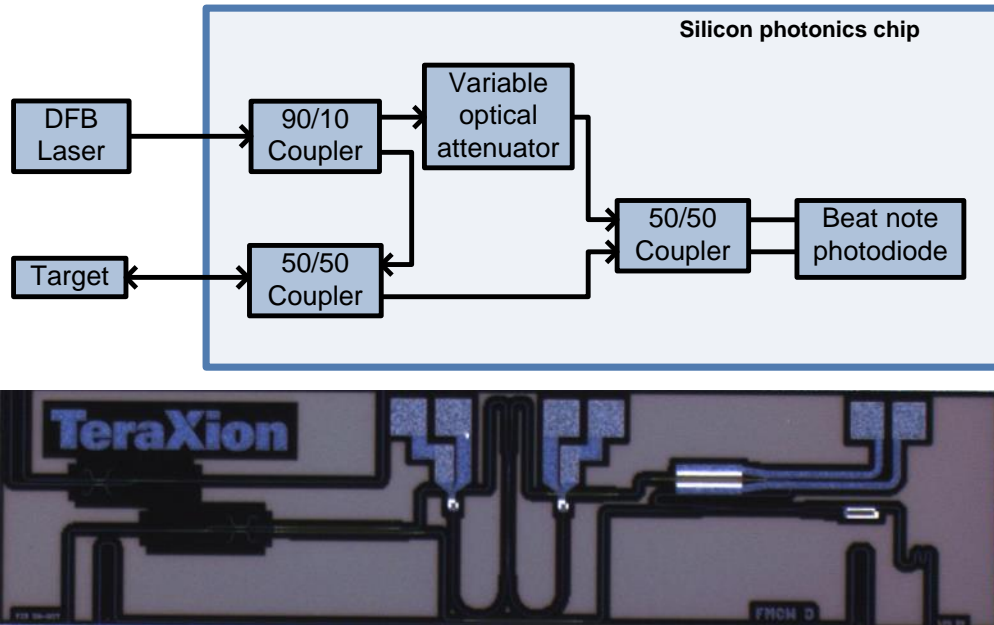 Silicon photonics chip
DFB
Laser
90/10
Coupler
Variable
optical
attenuator
50/50
Coupler
Beat note
photodiode
Target
50/50
Coupler
TeraXion
FMCW D